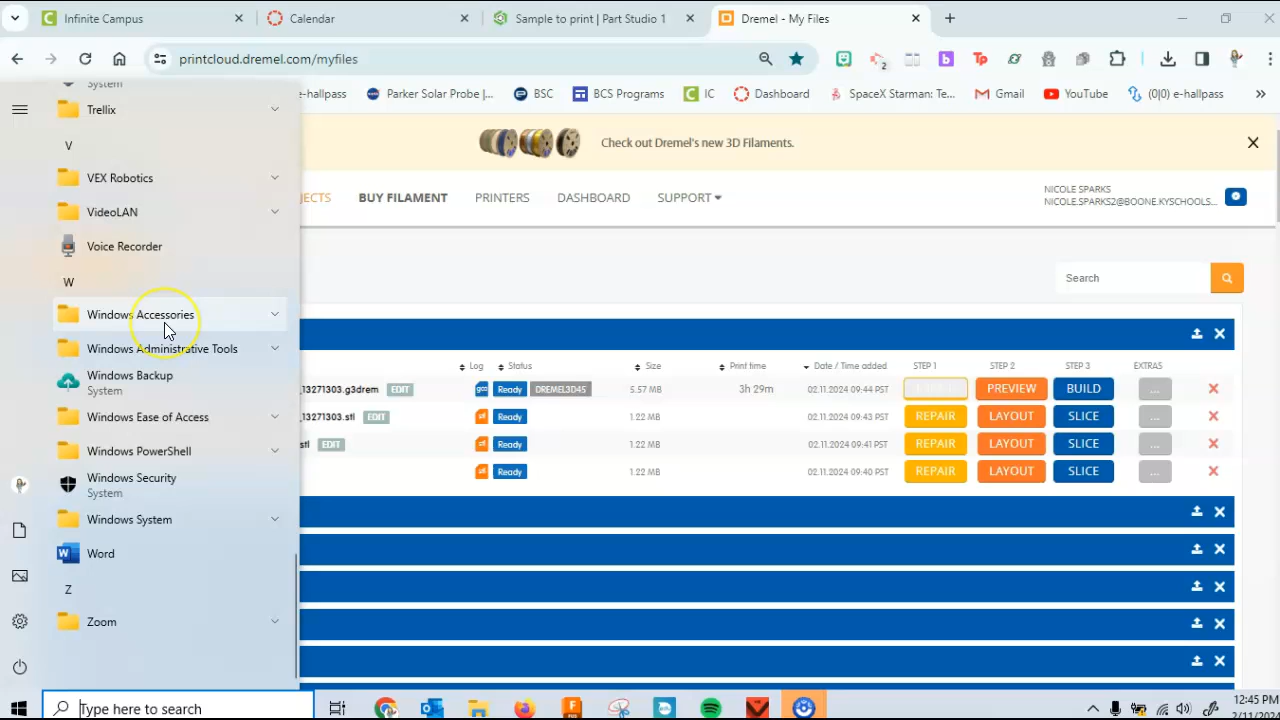 Infinite Campus
Calendar
Sample to print | Part Studio 1
Dremel - My Files
printcloud.dremel.com/myfiles
2
e-hallpass
Parker Solar Probe |...
BSC
BCS Programs
IC
Dashboard
SpaceX Starman: Te...
Gmail
YouTube
(0|0) e-hallpass
System
Trellix
V
VEX Robotics
VideoLAN
Voice Recorder
W
Windows Accessories
Windows Administrative Tools
Windows Backup
System
Windows Ease of Access
Windows PowerShell
Windows Security
System
Windows System
Word
Z
Zoom
Type here to search
Check out Dremel's new 3D Filaments.
JECTS
BUY FILAMENT
PRINTERS
DASHBOARD
SUPPORT
NICOLE SPARKS
NICOLE.SPARKS2@BOONE.KYSCHOOLS...
Search
Log
Status
Size
Print time
Date / Time added
STEP 1
STEP 2
STEP 3
EXTRAS
_13271303.g3drem EDIT Ready DREMEL3D45 5.57 MB 3h 29m 02.11.2024 09:44 PST PREVIEW BUILD ...
_13271303.stl EDIT Ready 1.22 MB 02.11.2024 09:43 PST REPAIR LAYOUT SLICE ...
stl EDIT Ready 1.22 MB 02.11.2024 09:41 PST REPAIR LAYOUT SLICE ...
Ready 1.22 MB 02.11.2024 09:40 PST REPAIR LAYOUT SLICE ...
12:45 PM